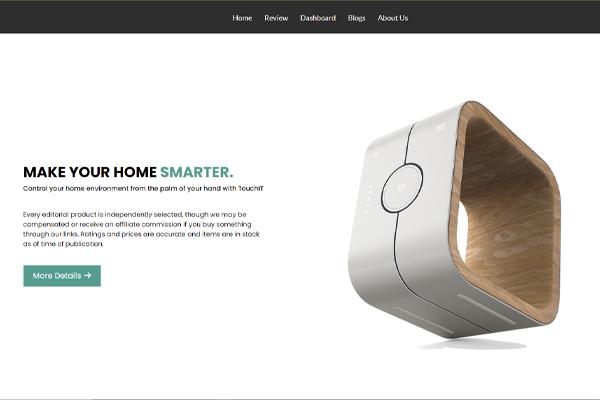 Home Review Dashboard Blogs About Us
MAKE YOUR HOME SMARTER.
Control your home environment from the palm of your hand with TouchIT
Every editorial product is independently selected, though we may be
compensated or receive an affiliate commission if you buy something
through our links. Ratings and prices are accurate and items are in stock
as of time of publication.
More Details →